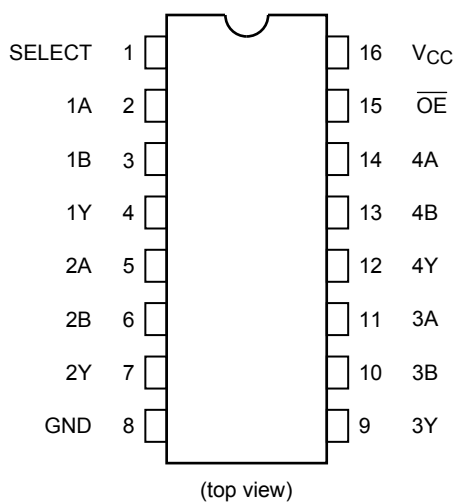 SELECT 1 16 VCC
1A 2 15 OE
1B 3 14 4A
1Y 4 13 4B
2A 5 12 4Y
2B 6 11 3A
2Y 7 10 3B
GND 8 9 3Y
(top view)